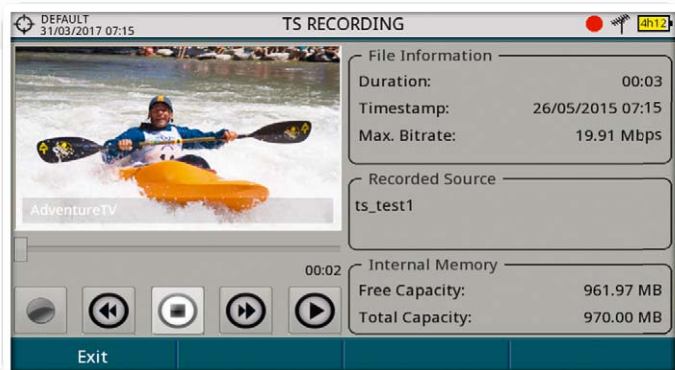 DEFAULT
31/03/2017 07:15
TS RECORDING
4h12
AdventureTV
00:02
File Information
Duration: 00:03
Timestamp: 26/05/2015 07:15
Max. Bitrate: 19.91 Mbps
Recorded Source
ts_test1
Internal Memory
Free Capacity: 961.97 MB
Total Capacity: 970.00 MB
Exit